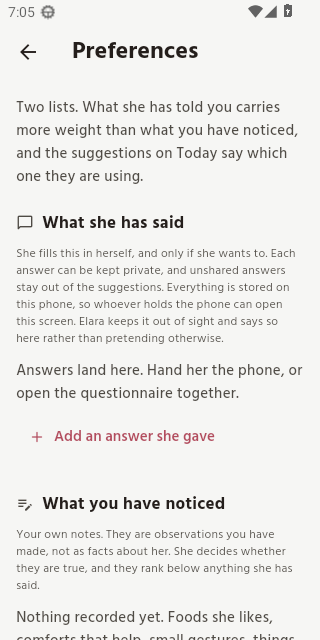 7:05
Preferences
Two lists. What she has told you carries
more weight than what you have noticed,
and the suggestions on Today say which
one they are using.
What she has said
She fills this in herself, and only if she wants to. Each
answer can be kept private, and unshared answers
stay out of the suggestions. Everything is stored on
this phone, so whoever holds the phone can open
this screen. Elara keeps it out of sight and says so
here rather than pretending otherwise.
Answers land here. Hand her the phone, or
open the questionnaire together.
Add an answer she gave
What you have noticed
Your own notes. They are observations you have
made, not as facts about her. She decides whether
they are true, and they rank below anything she has
said.
Nothing recorded yet. Foods she likes,
comforts that help, small gestures, things